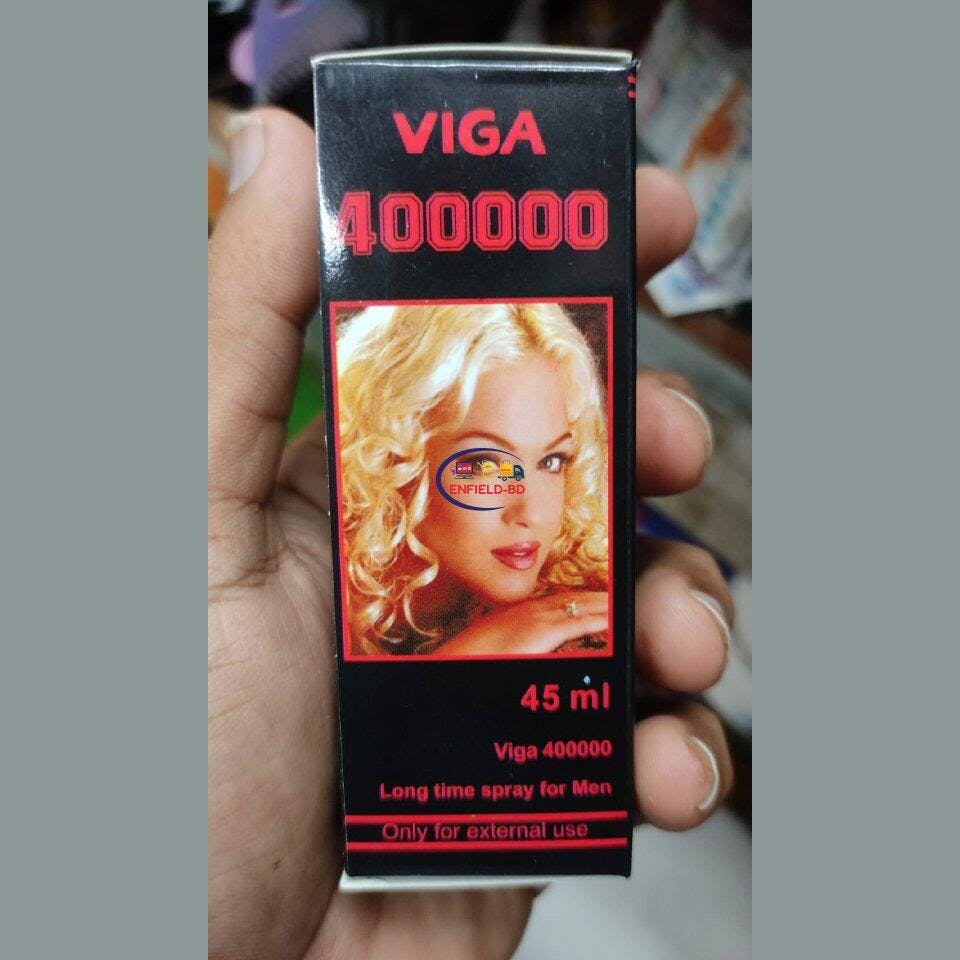 VIGA
400000
ENFIELD-BD
45 ml
Viga 400000
Long time spray for Men
Only for external use